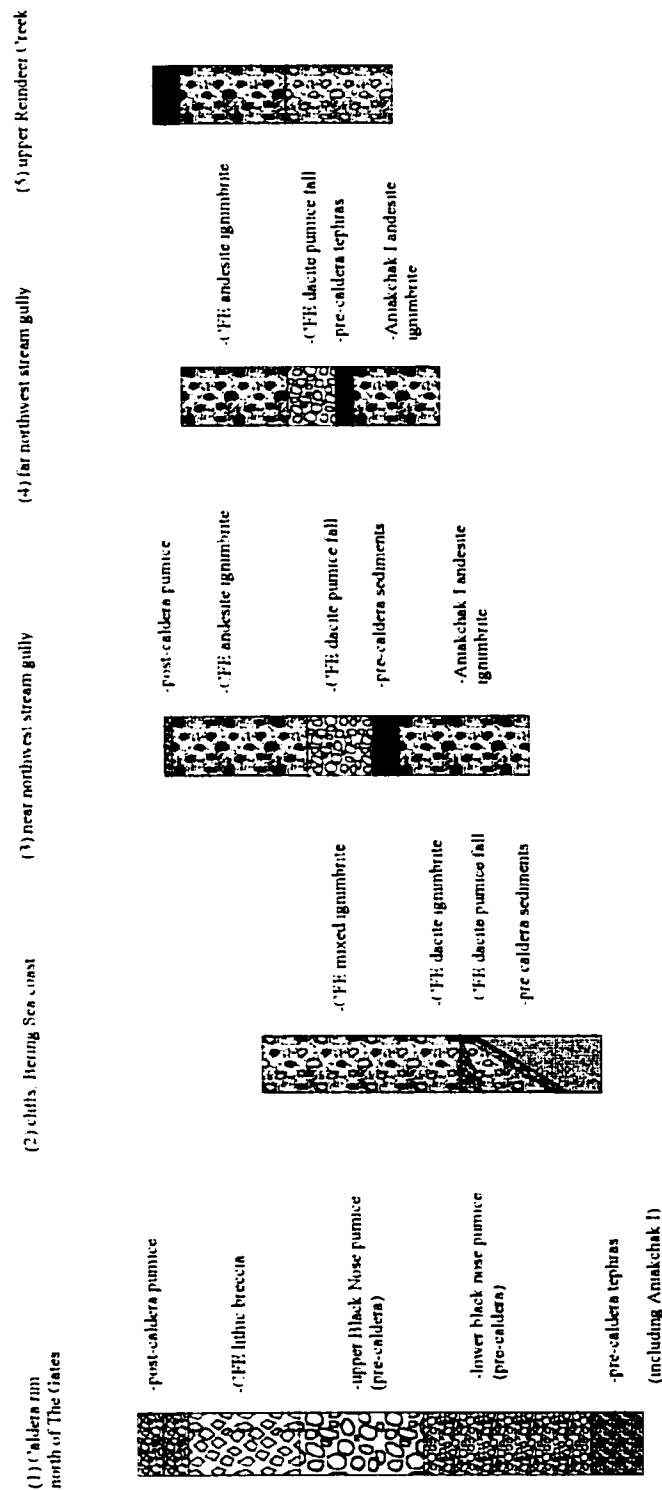 (1) Caldera rim
north of The Gates
-post-caldera pumice
-CFE lithic breccia
-upper Black Nose pumice
(pre-caldera)
-lower black nose pumice
(pre-caldera)
-pre-caldera tephras
(including Aniakchak I)
(2) cliffs, Bering Sea coast
-CFE mixed ignimbrite
-CFE dacite ignimbrite
CFE dacite pumice fall
-pre caldera sediments
(3) near northwest stream gully
-post-caldera pumice
-CFE andesite ignimbrite
-CFE dacite pumice fall
-pre-caldera sediments
-Aniakchak I andesite
ignimbrite
(4) far northwest stream gully
-CFE andesite ignimbrite
-CFE dacite pumice fall
-pre-caldera tephras
-Aniakchak I andesite
ignimbrite
(5) upper Reindeer Creek